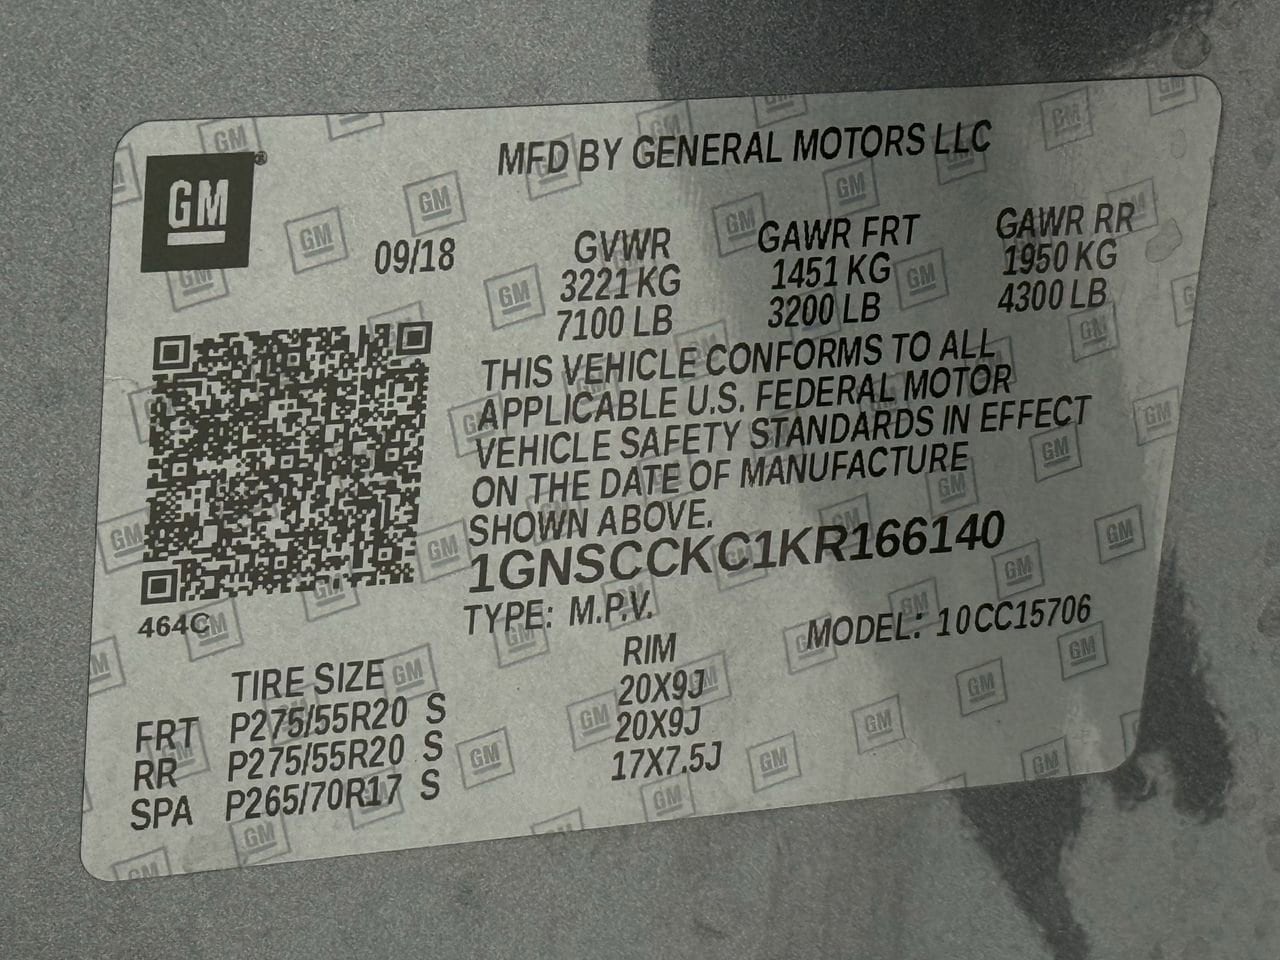 GM®
MFD BY GENERAL MOTORS LLC
09/18
GVWR GAWR FRT GAWR RR
3221 KG 1451 KG 1950 KG
7100 LB 3200 LB 4300 LB
THIS VEHICLE CONFORMS TO ALL
APPLICABLE U.S. FEDERAL MOTOR
VEHICLE SAFETY STANDARDS IN EFFECT
ON THE DATE OF MANUFACTURE
SHOWN ABOVE.
1GNSCCKC1KR166140
464C
TYPE: M.P.V. MODEL: 10CC15706
TIRE SIZE RIM
FRT P275/55R20 S 20X9J
RR P275/55R20 S 20X9J
SPA P265/70R17 S 17X7.5J